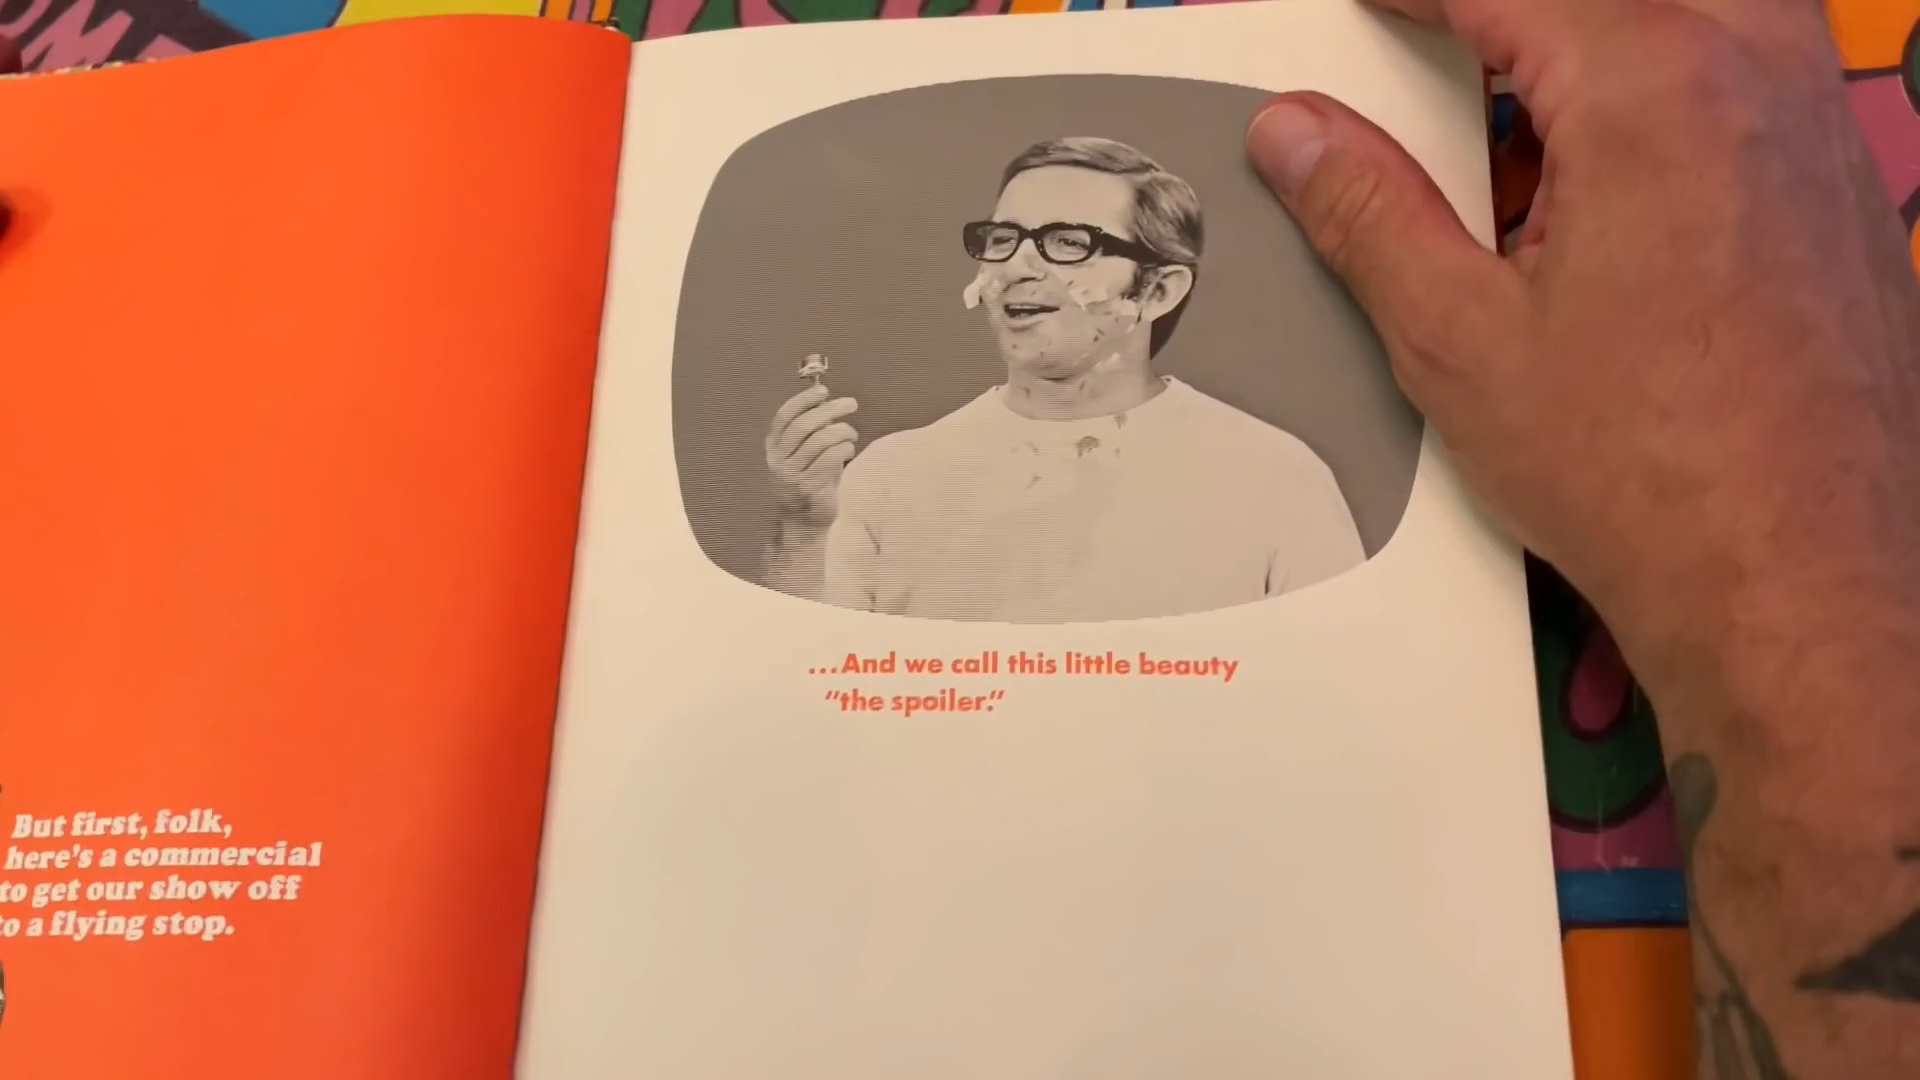 But first, folk,
here's a commercial
to get our show off
to a flying stop.
...And we call this little beauty
"the spoiler."